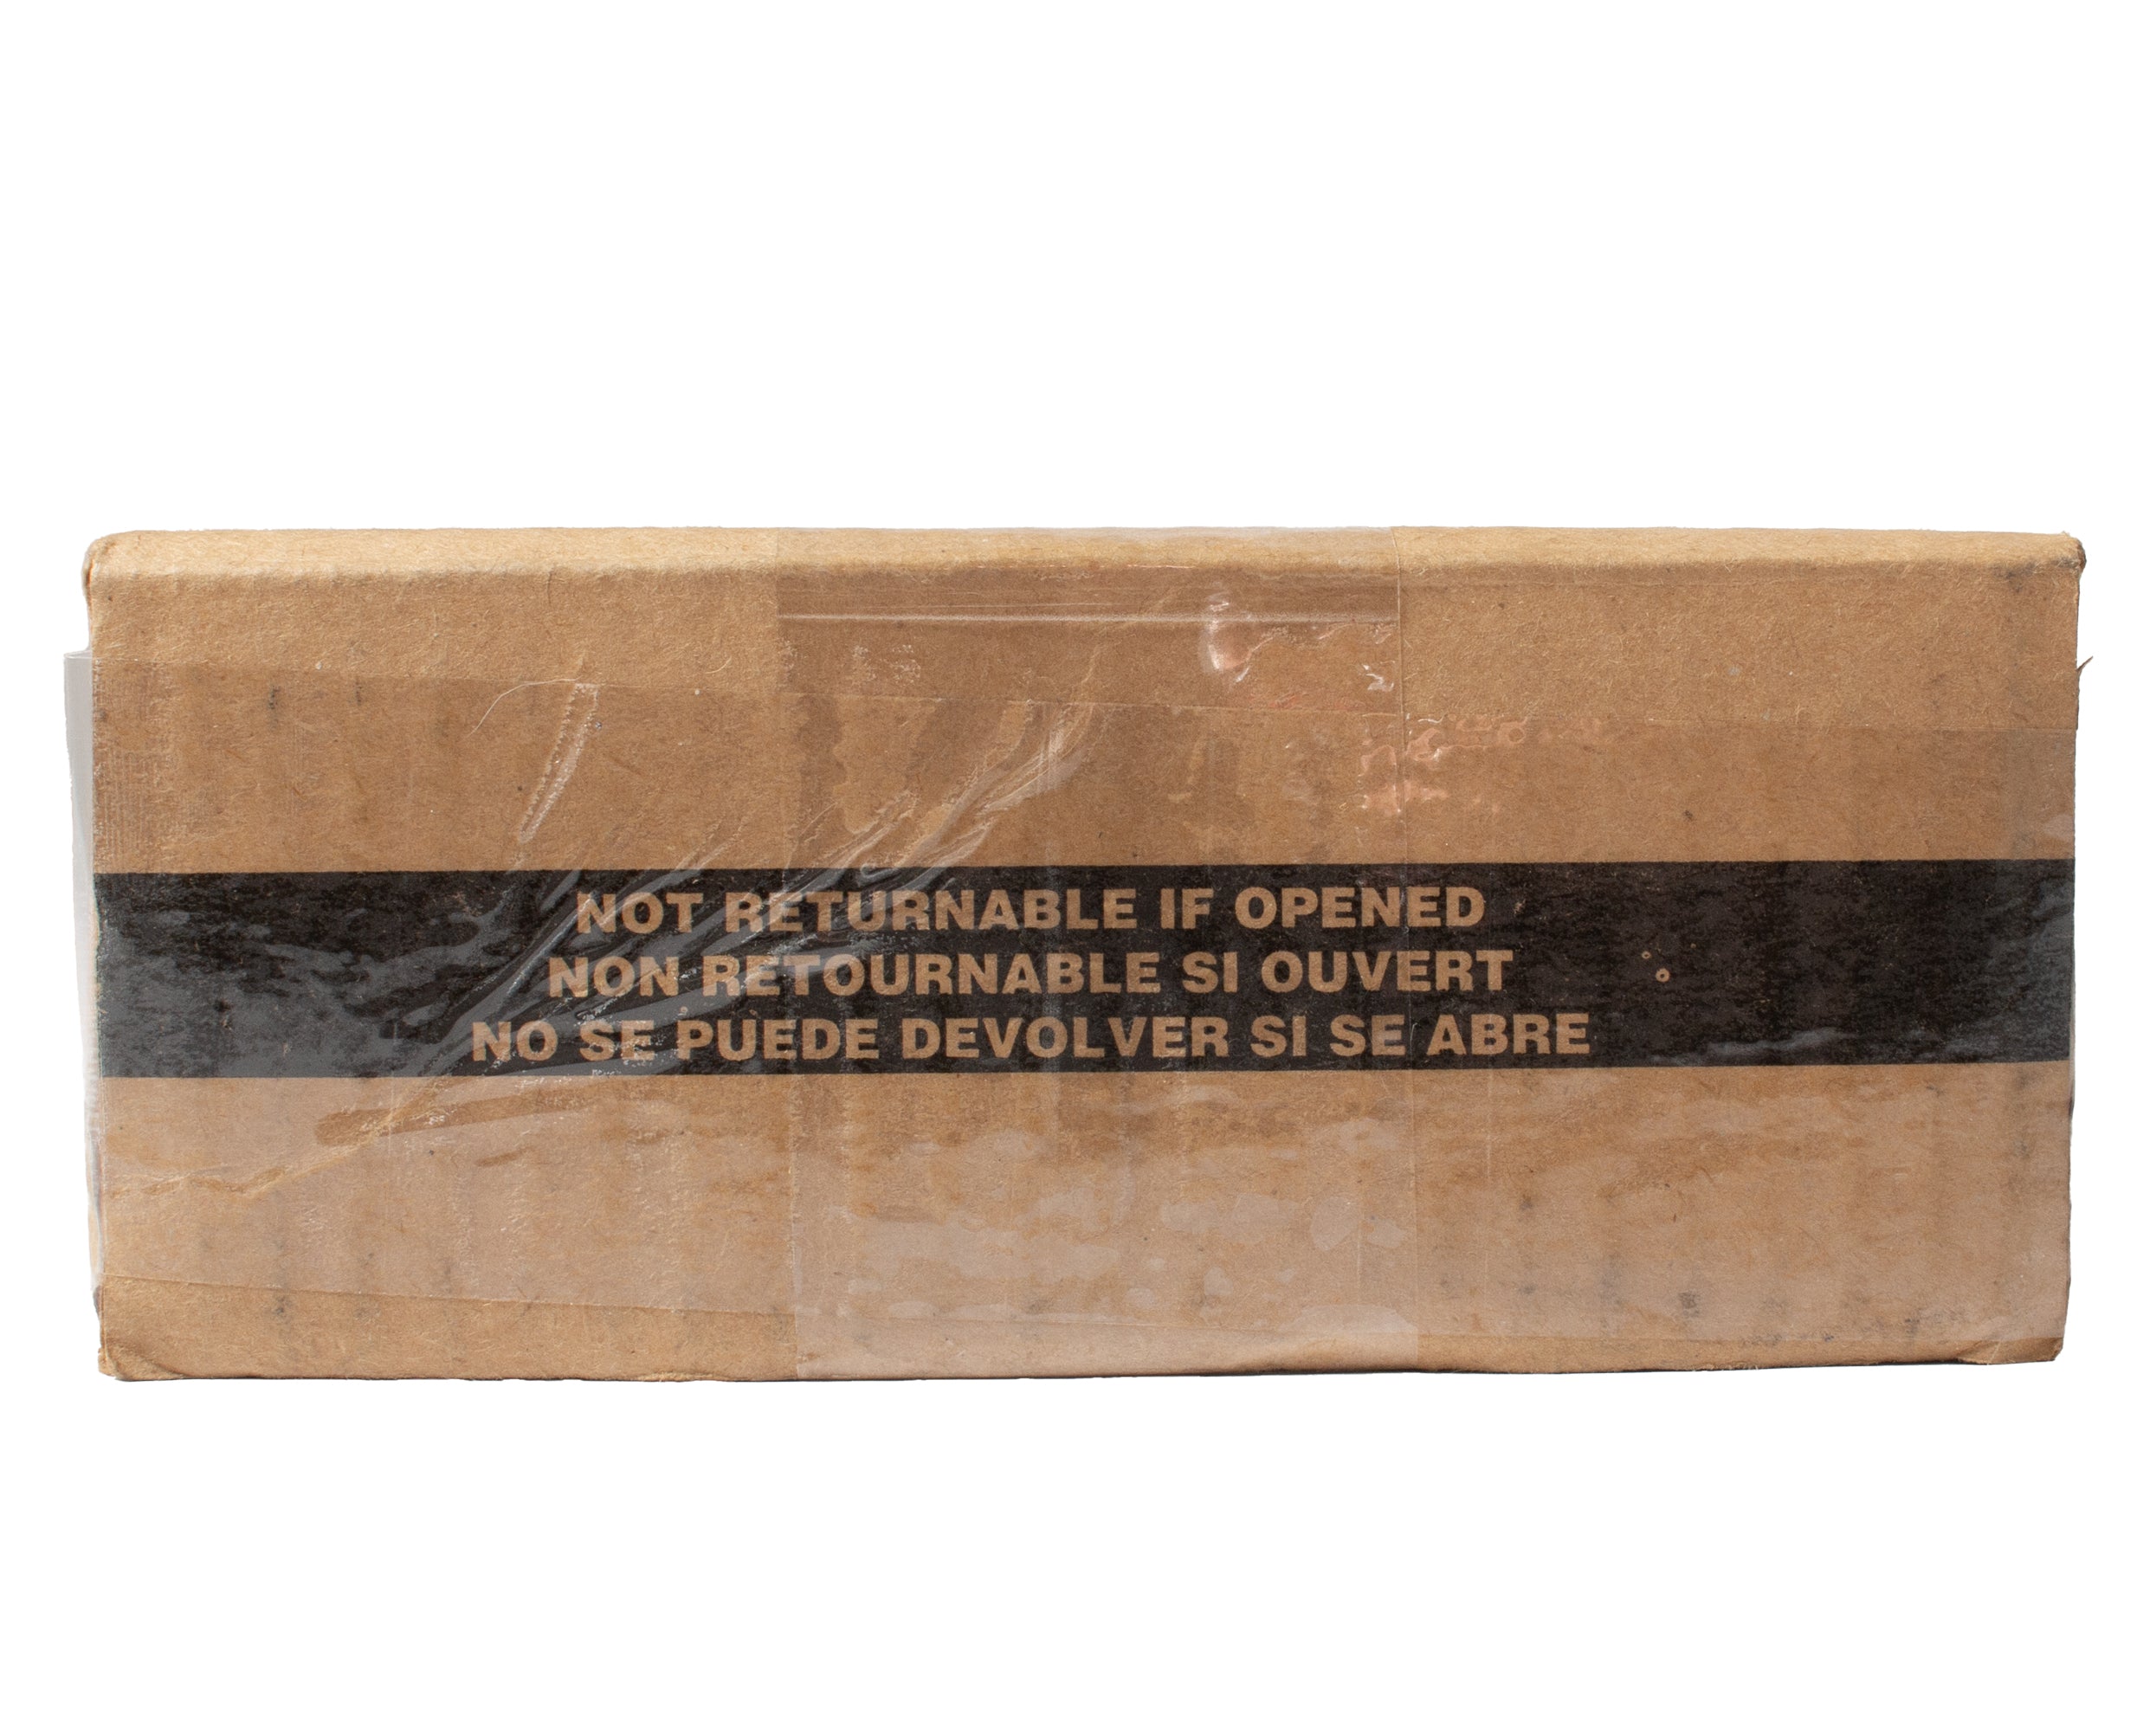 NOT RETURNABLE IF OPENED
NON RETOURNABLE SI OUVERT
NO SE PUEDE DEVOLVER SI SE ABRE